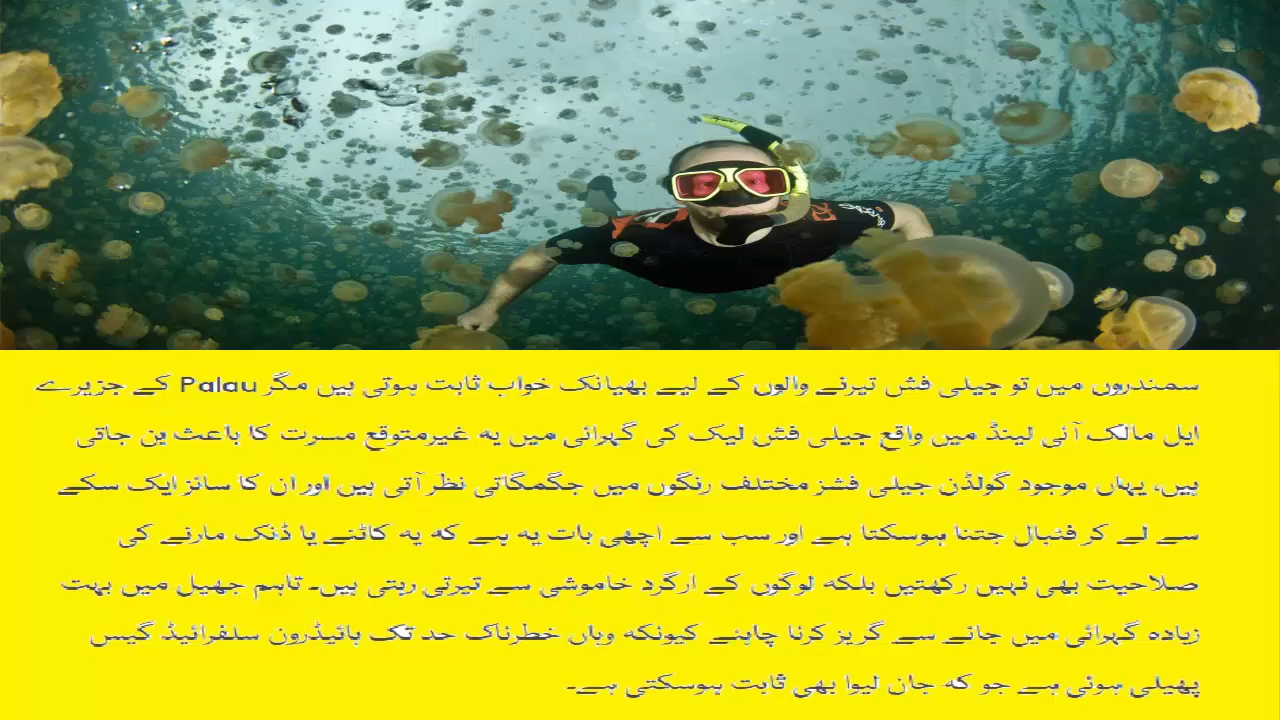 سمندروں میں تو جیلی فش تیرنے والوں کے لیے بھیانک خواب ثابت ہوتی ہیں مگر Palau کے جزیرے
ایل مالک آئی لینڈ میں واقع جیلی فش لیک کی گہرائی میں یہ غیرمتوقع مسرت کا باعث بن جاتی
ہیں، یہاں موجود گولڈن جیلی فشز مختلف رنگوں میں جگمگاتی نظر آتی ہیں اور ان کا سائز ایک سکے
سے لے کر فٹبال جتنا ہوسکتا ہے اور سب سے اچھی بات یہ ہے کہ یہ کاٹنے یا ڈنک مارنے کی
صلاحیت بھی نہیں رکھتیں بلکہ لوگوں کے ارگرد خاموشی سے تیرتی رہتی ہیں۔ تاہم جھیل میں بہت
زیادہ گہرائی میں جانے سے گریز کرنا چاہئے کیونکہ وہاں خطرناک حد تک ہائیڈرون سلفرائیڈ گیس
پھیلی ہوئی ہے جو کہ جان لیوا بھی ثابت ہوسکتی ہے۔